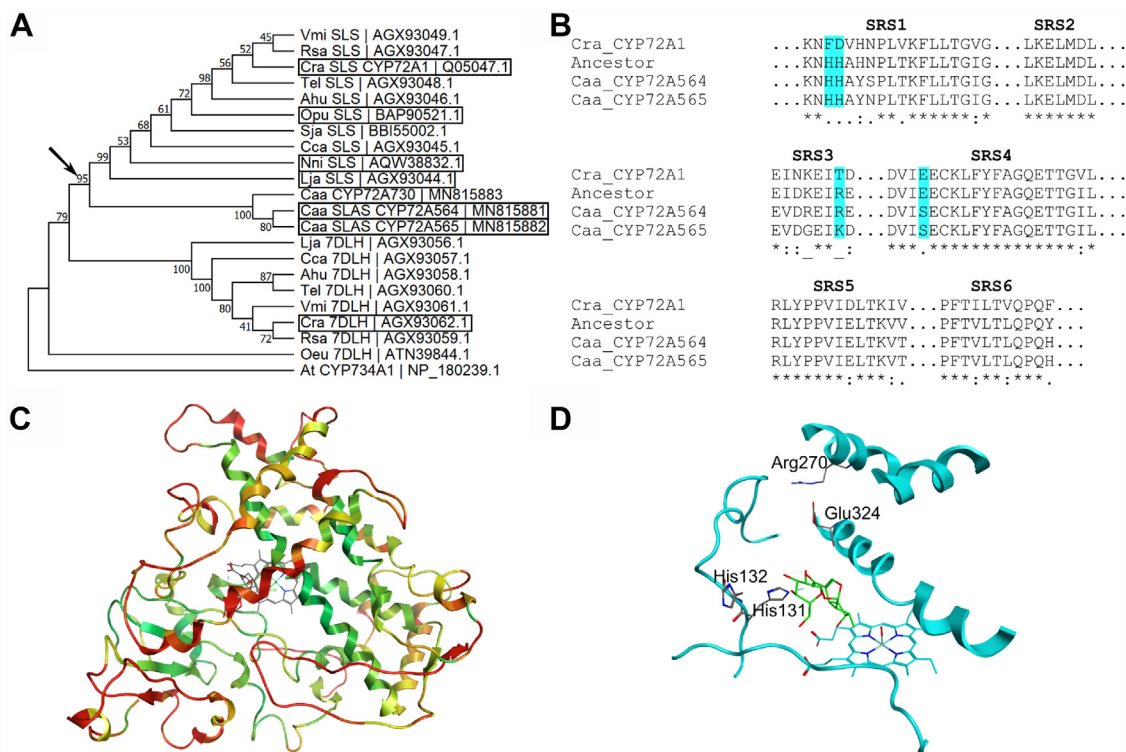 A
45
Vmi SLS | AGX93049.1
52
Rsa SLS | AGX93047.1
56
Cra SLS CYP72A1 | Q05047.1
98
Tel SLS | AGX93048.1
72
Ahu SLS | AGX93046.1
61
Opu SLS | BAP90521.1
68
Sja SLS | BBI55002.1
53
Cca SLS | AGX93045.1
99
Nni SLS | AQW38832.1
95
Lja SLS | AGX93044.1
Caa CYP72A730 | MN815883
79
100
Caa SLAS CYP72A564 | MN815881
80
Caa SLAS CYP72A565 | MN815882
Lja 7DLH | AGX93056.1
100
Cca 7DLH | AGX93057.1
100
87
Ahu 7DLH | AGX93058.1
Tel 7DLH | AGX93060.1
80
Vmi 7DLH | AGX93061.1
41
Cra 7DLH | AGX93062.1
72
Rsa 7DLH | AGX93059.1
Oeu 7DLH | ATN39844.1
At CYP734A1 | NP_180239.1
B
SRS1 SRS2
Cra_CYP72A1 ...KNFDVHNPLVKFLLTGVG...LKELMDL...
Ancestor ...KNHHAHNPLTKFLLTGIG...LKELMDL...
Caa_CYP72A564 ...KNHHAYSPLTKFLLTGIG...LKELMDL...
Caa_CYP72A565 ...KNHHAYNPLTKFLLTGIG...LKELMDL...
**..:.** ******* *******
SRS3 SRS4
Cra_CYP72A1 EINKEITD...DVIEECKLFYFAGQETTGVL...
Ancestor EIDKEIRD...DVIEECKLFYFAGQETTGIL...
Caa_CYP72A564 EVDREIRE...DVISECKLFYFAGQETTGIL...
Caa_CYP72A565 EVDGEIKD...DVISECKLFYFAGQETTGIL...
*::_**_ *** .**************:*
SRS5 SRS6
Cra_CYP72A1 RLYPPVIDLTKIV...PFTILTVQPQF...
Ancestor RLYPPVIELTKVV...PFTVLTLQPQY...
Caa_CYP72A564 RLYPPVIELTKVT...PFTVLTLQPQH...
Caa_CYP72A565 RLYPPVIELTKVT...PFTVLTLQPQH...
*******:***:. ***:**:***.
C
D
Arg270
Glu324
His132
His131